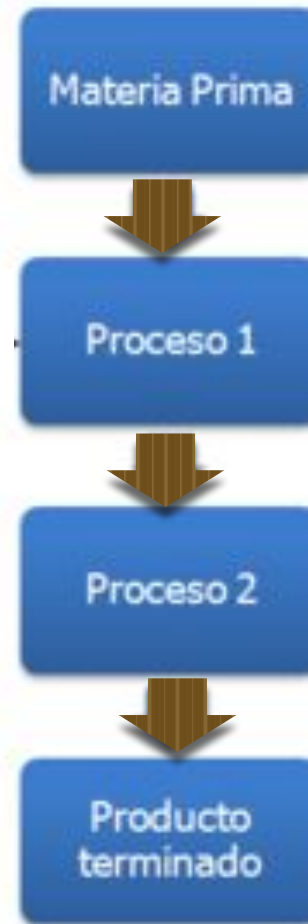 Materia Prima
Proceso 1
Proceso 2
Producto
terminado